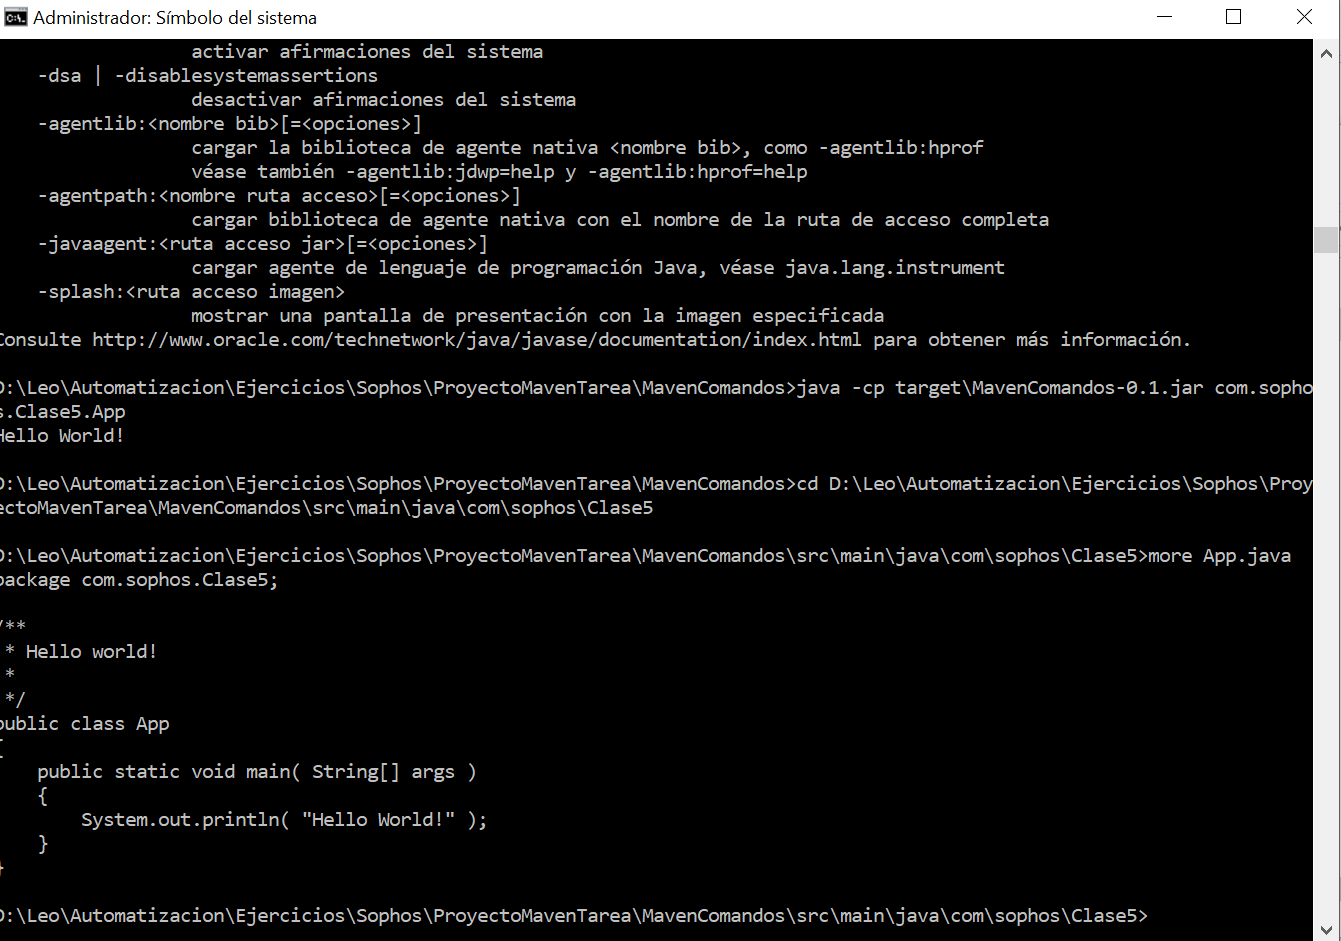 Administrador: Símbolo del sistema
activar afirmaciones del sistema
-dsa | -disablesystemassertions
desactivar afirmaciones del sistema
-agentlib:<nombre bib>[=<opciones>]
cargar la biblioteca de agente nativa <nombre bib>, como -agentlib:hprof
véase también -agentlib:jdwp=help y -agentlib:hprof=help
-agentpath:<nombre ruta acceso>[=<opciones>]
cargar biblioteca de agente nativa con el nombre de la ruta de acceso completa
-javaagent:<ruta acceso jar>[=<opciones>]
cargar agente de lenguaje de programación Java, véase java.lang.instrument
-splash:<ruta acceso imagen>
mostrar una pantalla de presentación con la imagen especificada
Consulte http://www.oracle.com/technetwork/java/javase/documentation/index.html para obtener más información.
D:\Leo\Automatizacion\Ejercicios\Sophos\ProyectoMavenTarea\MavenComandos>java -cp target\MavenComandos-0.1.jar com.sopho
s.Clase5.App
Hello World!
D:\Leo\Automatizacion\Ejercicios\Sophos\ProyectoMavenTarea\MavenComandos>cd D:\Leo\Automatizacion\Ejercicios\Sophos\Proy
ectoMavenTarea\MavenComandos\src\main\java\com\sophos\Clase5
D:\Leo\Automatizacion\Ejercicios\Sophos\ProyectoMavenTarea\MavenComandos\src\main\java\com\sophos\Clase5>more App.java
package com.sophos.Clase5;
/**
* Hello world!
*
*/
public class App
{
public static void main( String[] args )
{
System.out.println( "Hello World!" );
}
}
D:\Leo\Automatizacion\Ejercicios\Sophos\ProyectoMavenTarea\MavenComandos\src\main\java\com\sophos\Clase5>